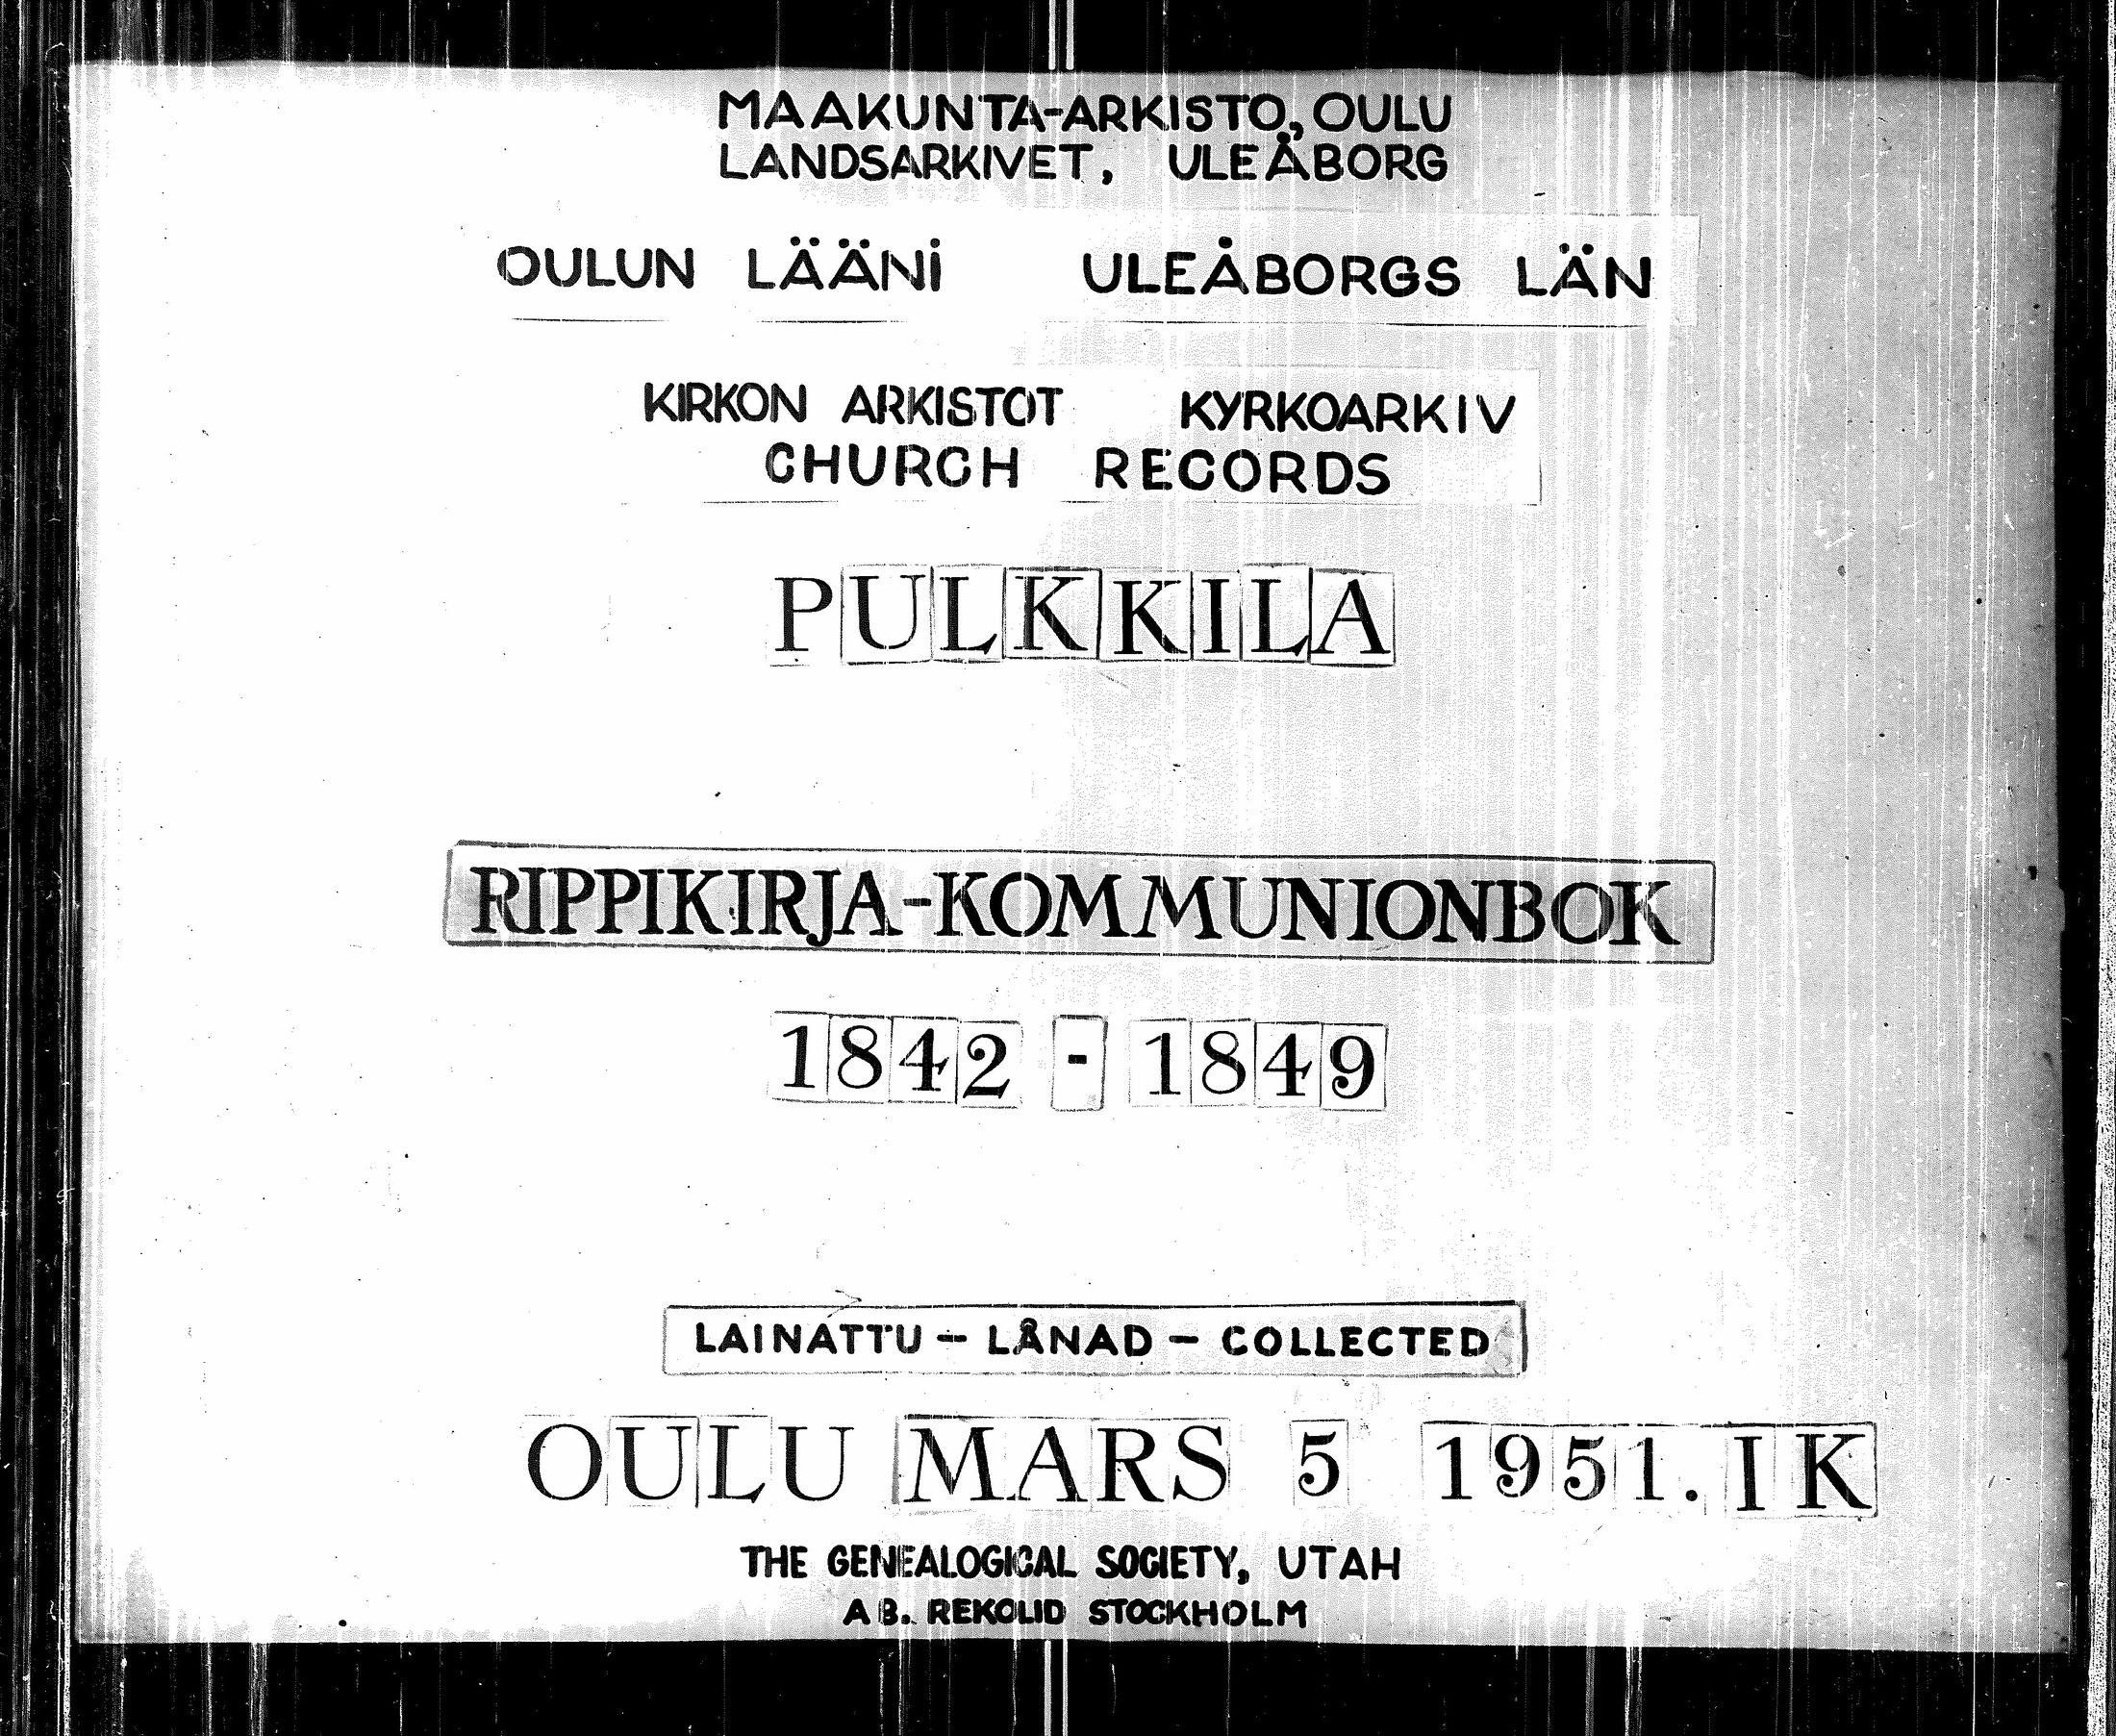 MAAKUNTA-ARKISTO, OULU
LANDSARKIVET, ULEÅBORG
OULUN LÄÄNI ULEÅBORGS LÄN
KIRKON ARKISTOT KYRKOARKIV
CHURCH RECORDS
PULKKILA
RIPPIKIRJA-KOMMUNIONBOK
1842 - 1849
LAINATTU - LÅNAD - COLLECTED
OULU MARS 5 1951. IK
THE GENEALOGICAL SOCIETY, UTAH
AB. REKOLID STOCKHOLM